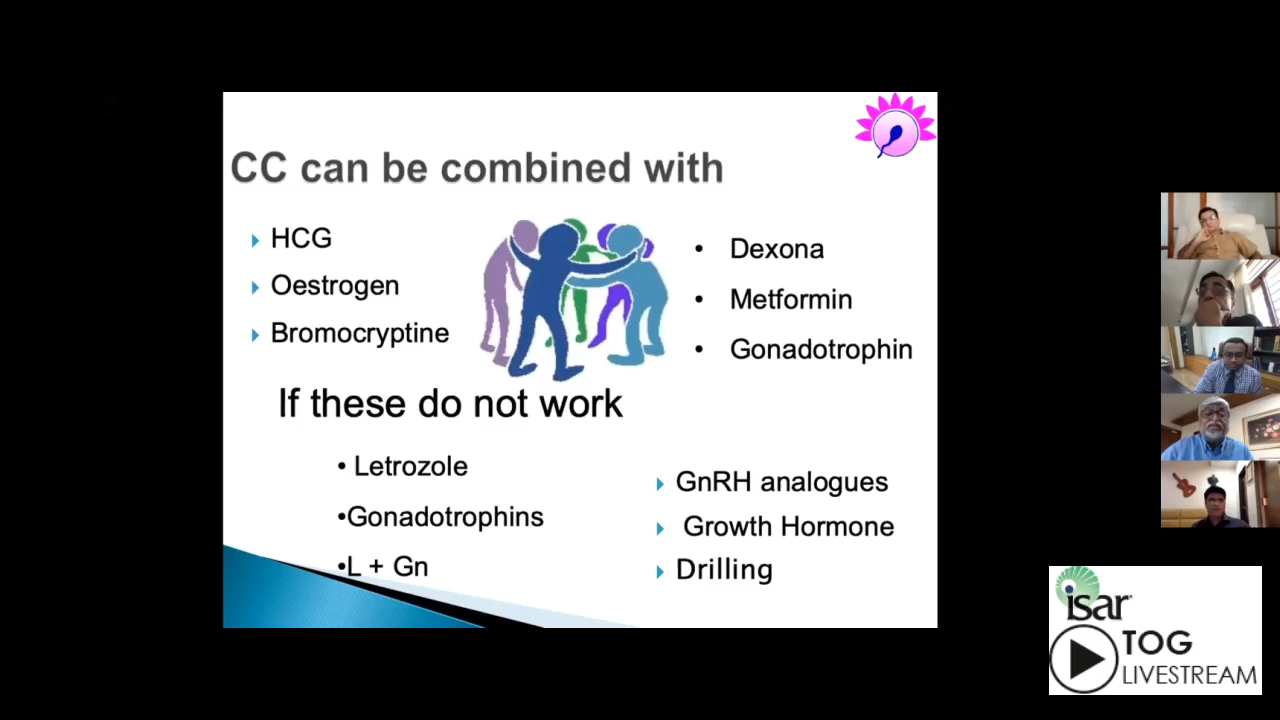 CC can be combined with
HCG
Oestrogen
Bromocryptine
• Dexona
• Metformin
• Gonadotrophin
If these do not work
• Letrozole
•Gonadotrophins
•L + Gn
GnRH analogues
Growth Hormone
Drilling
isar
TOG
LIVESTREAM